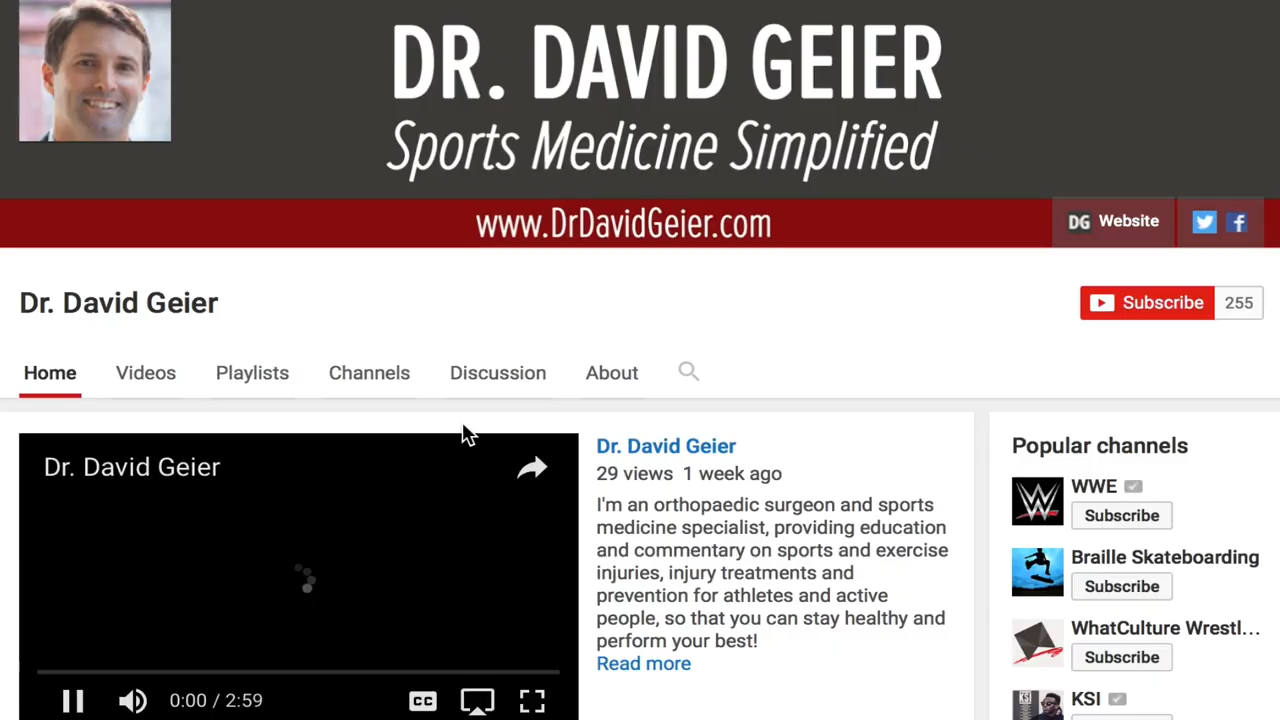 DR. DAVID GEIER
Sports Medicine Simplified
www.DrDavidGeier.com
DG Website
Dr. David Geier
Subscribe 255
Home Videos Playlists Channels Discussion About
Dr. David Geier
0:00 / 2:59
CC
Dr. David Geier
29 views 1 week ago
I'm an orthopaedic surgeon and sports
medicine specialist, providing education
and commentary on sports and exercise
injuries, injury treatments and
prevention for athletes and active
people, so that you can stay healthy and
perform your best!
Read more
Popular channels
WWE
Subscribe
Braille Skateboarding
Subscribe
WhatCulture Wrestl...
Subscribe
KSI
KSI